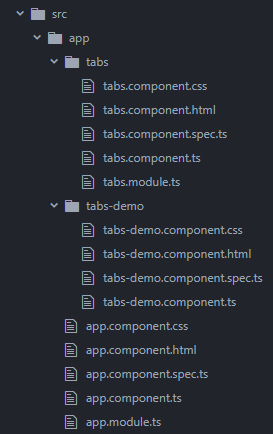 src
app
tabs
tabs.component.css
tabs.component.html
tabs.component.spec.ts
tabs.component.ts
tabs.module.ts
tabs-demo
tabs-demo.component.css
tabs-demo.component.html
tabs-demo.component.spec.ts
tabs-demo.component.ts
app.component.css
app.component.html
app.component.spec.ts
app.component.ts
app.module.ts